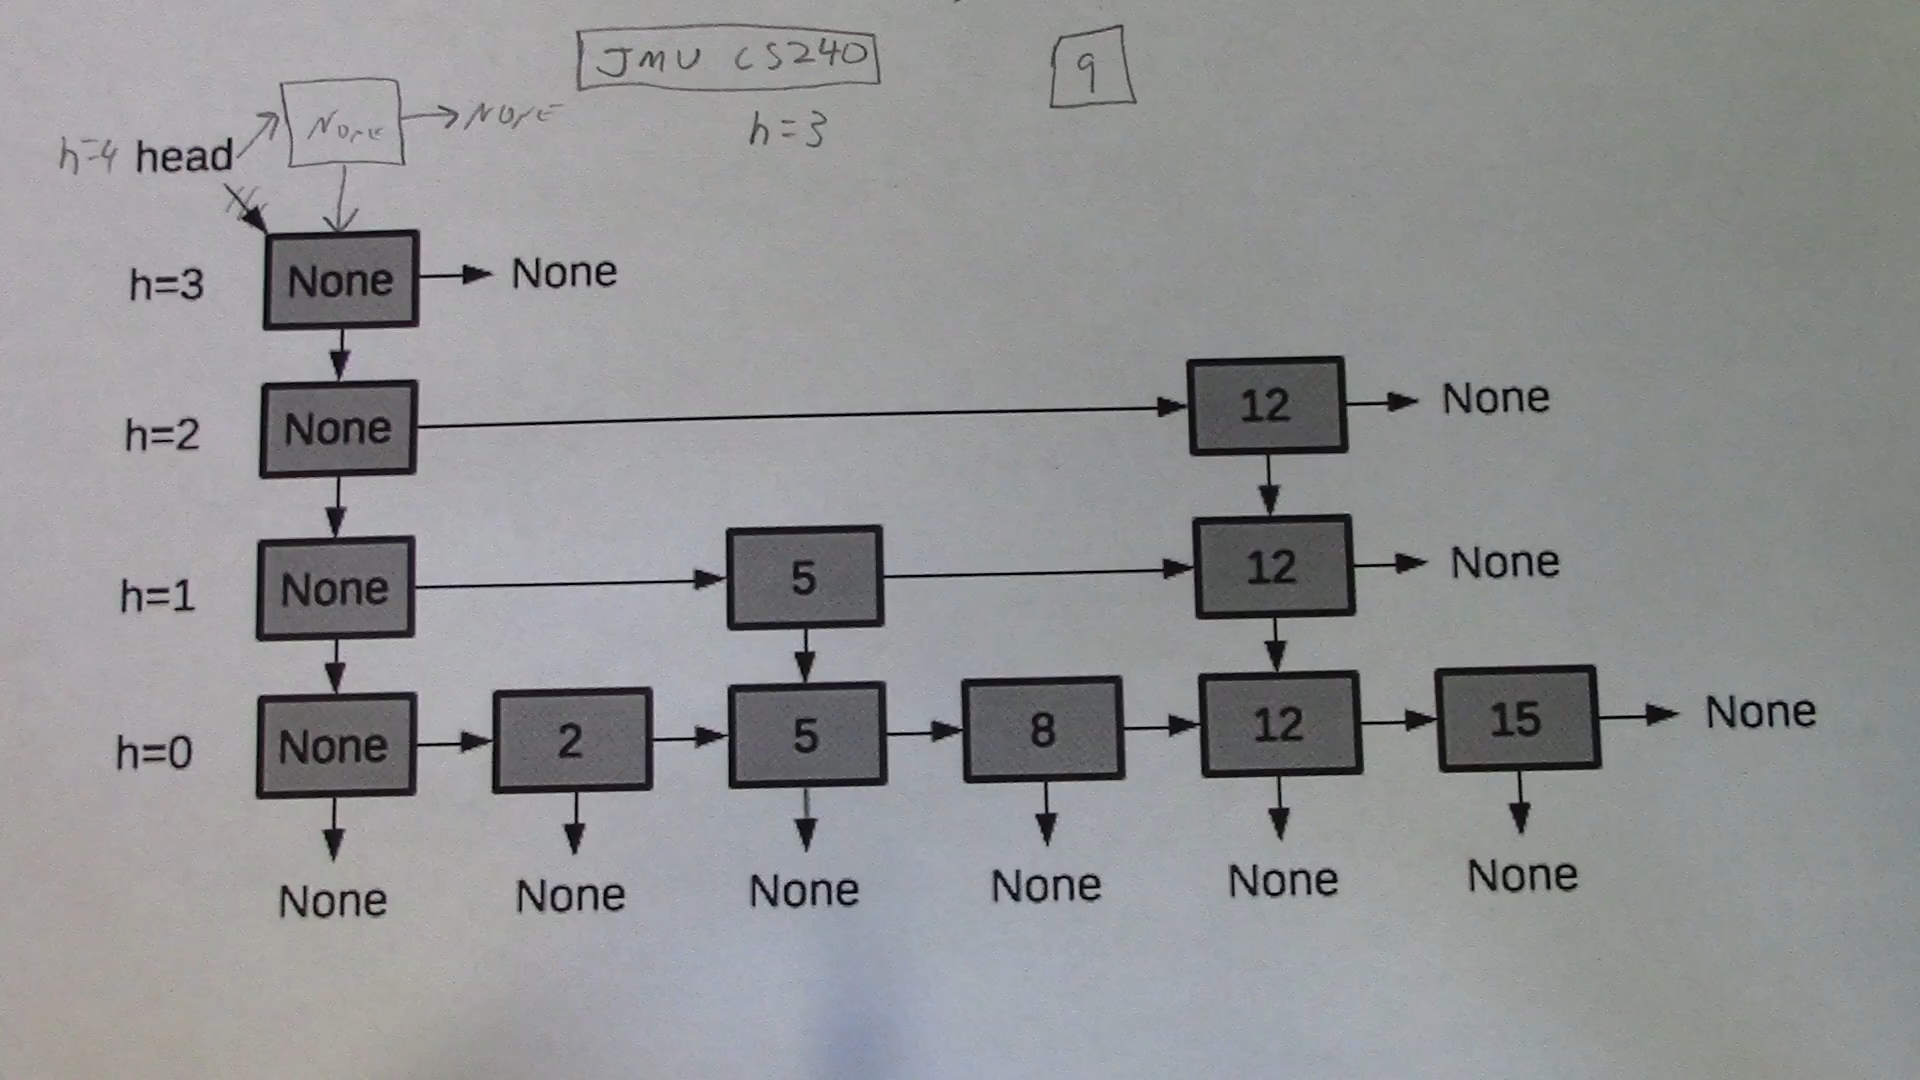 JMU CS240
9
None → None
h=3
h=4 head
h=3 None None
h=2 None 12 None
h=1 None 5 12 None
h=0 None 2 5 8 12 15 None
None None None None None None